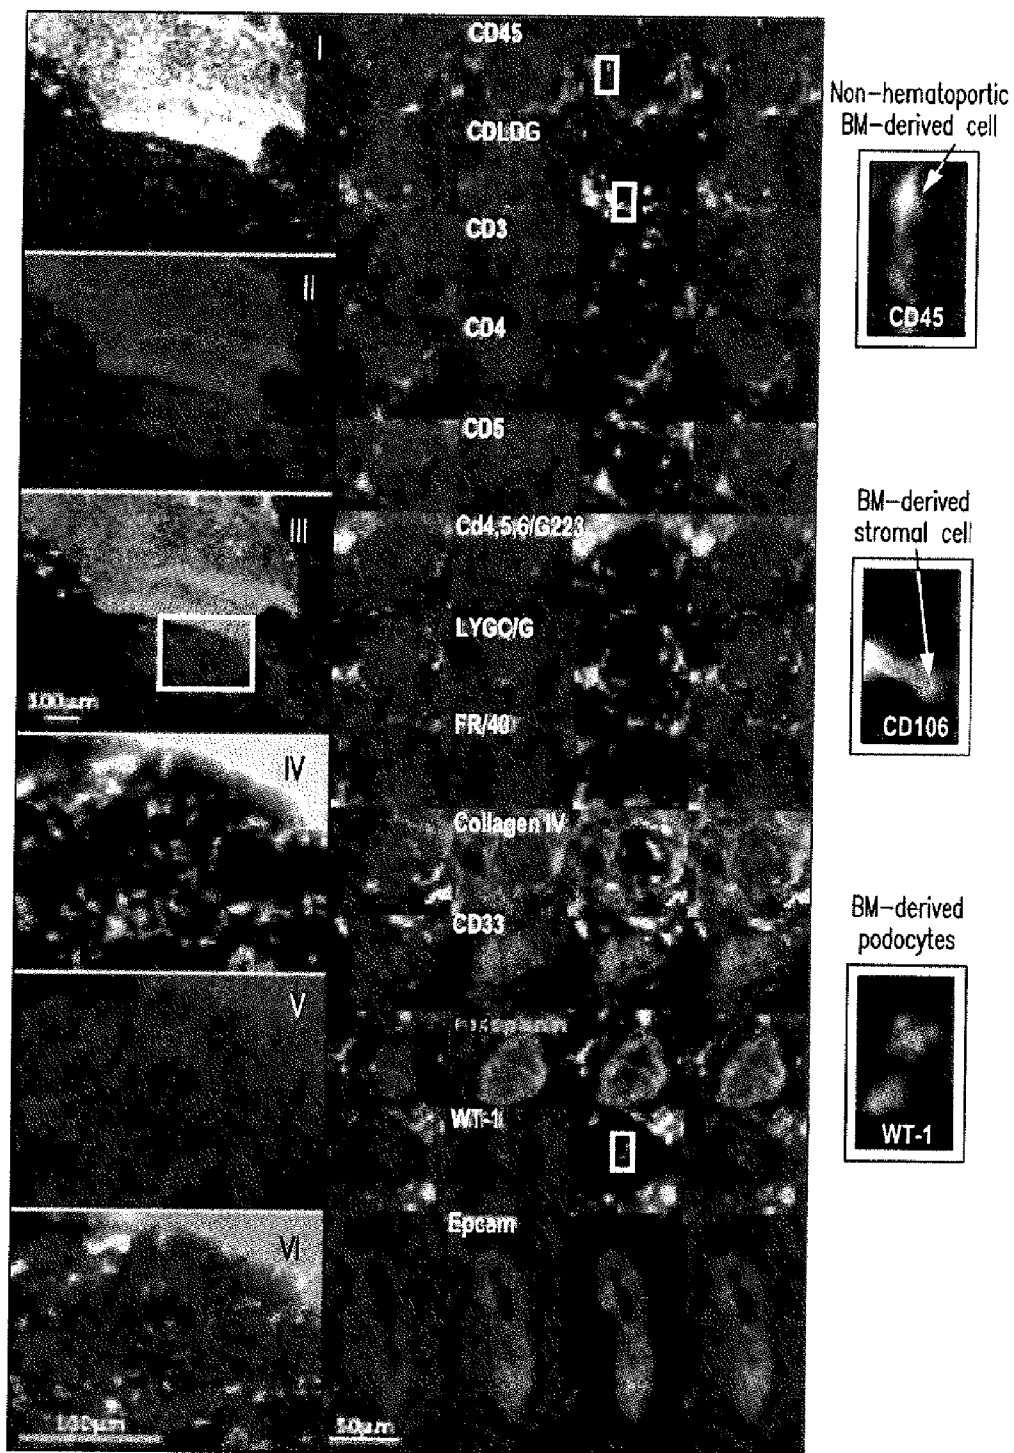 I
II
III
100µm
IV
V
VI
CD45
CDLDG
CD3
CD4
CD5
Cd4,5,6/G223
LYGC/G
FR/40
Collagen IV
CD33
WT-1
Epcam
50µm
Non-hematoportic
BM-derived cell
CD45
BM-derived
stromal cell
CD106
BM-derived
podocytes
WT-1